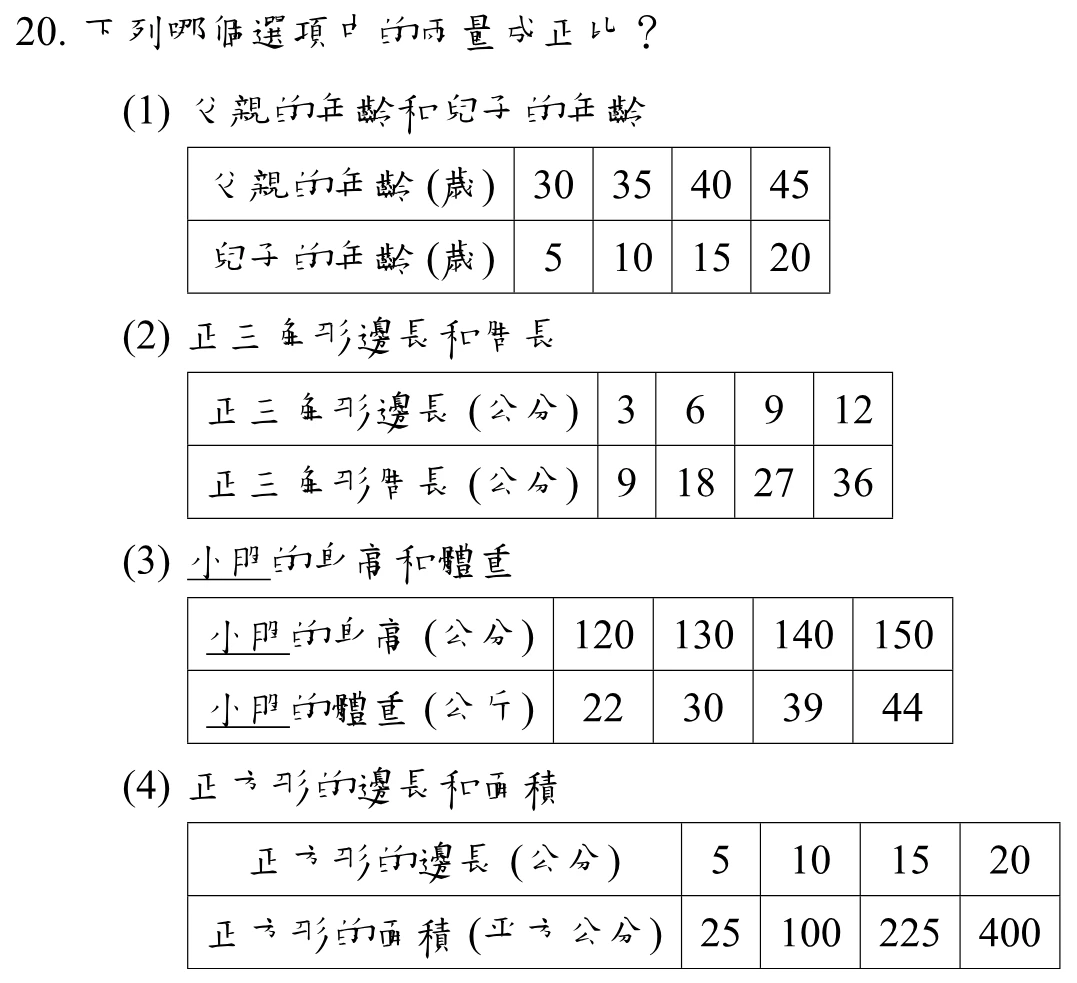 20. 下列哪個選項中的兩量成正比？
(1) 父親的年齡和兒子的年齡
父親的年齡(歲) 30 35 40 45
兒子的年齡(歲) 5 10 15 20
(2) 正三角形邊長和周長
正三角形邊長(公分) 3 6 9 12
正三角形周長(公分) 9 18 27 36
(3) 小明的身高和體重
小明的身高(公分) 120 130 140 150
小明的體重(公斤) 22 30 39 44
(4) 正方形的邊長和面積
正方形的邊長(公分) 5 10 15 20
正方形的面積(平方公分) 25 100 225 400